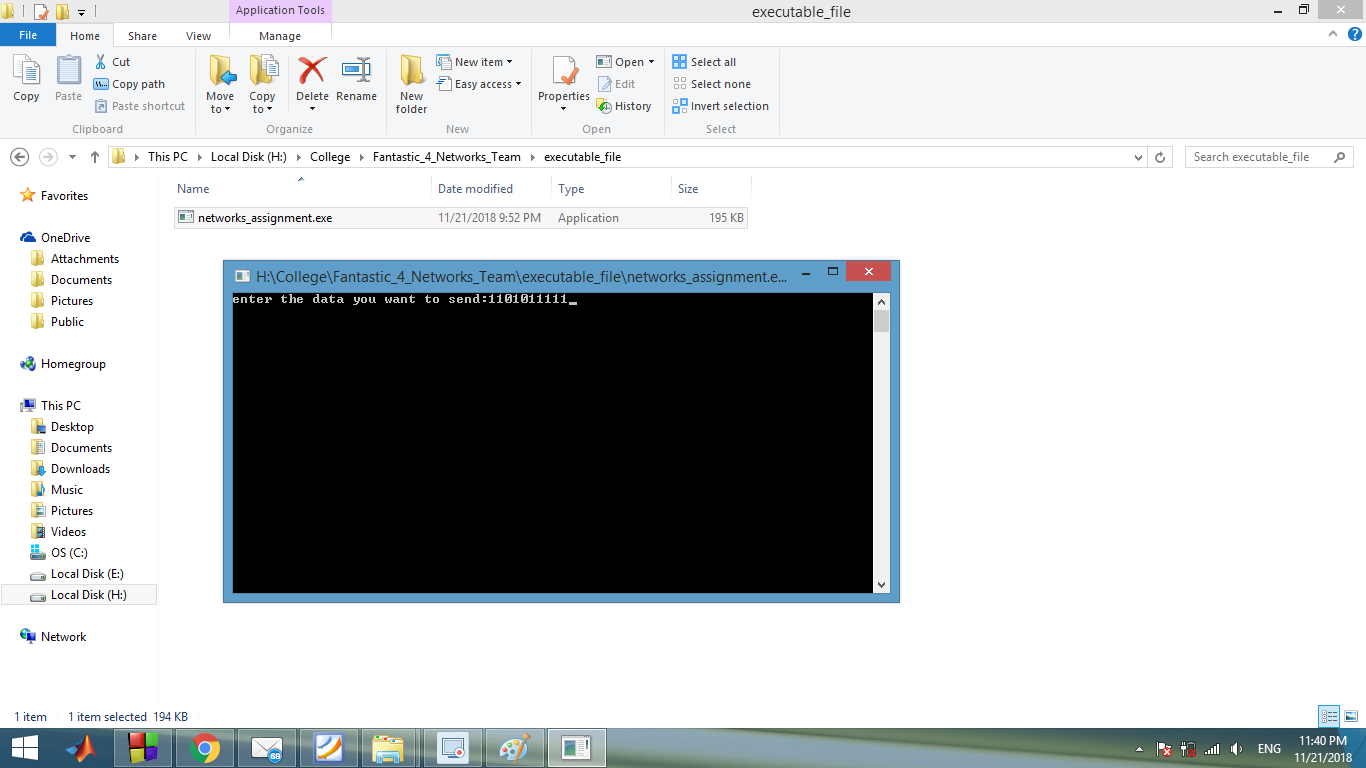 Application Tools
executable_file
File
Home
Share
View
Manage
Copy
Paste
Cut
Copy path
Paste shortcut
Clipboard
Move to
Copy to
Delete
Rename
Organize
New folder
New item
Easy access
New
Properties
Open
Edit
History
Open
Select all
Select none
Invert selection
Select
This PC
Local Disk (H:)
College
Fantastic_4_Networks_Team
executable_file
Search executable_file
Name
Date modified
Type
Size
networks_assignment.exe
11/21/2018 9:52 PM
Application
195 KB
Favorites
OneDrive
Attachments
Documents
Pictures
Public
Homegroup
This PC
Desktop
Documents
Downloads
Music
Pictures
Videos
OS (C:)
Local Disk (E:)
Local Disk (H:)
Network
H:\College\Fantastic_4_Networks_Team\executable_file\networks_assignment.e...
enter the data you want to send:1101011111_
1 item
1 item selected 194 KB
69
ENG
11:40 PM
11/21/2018